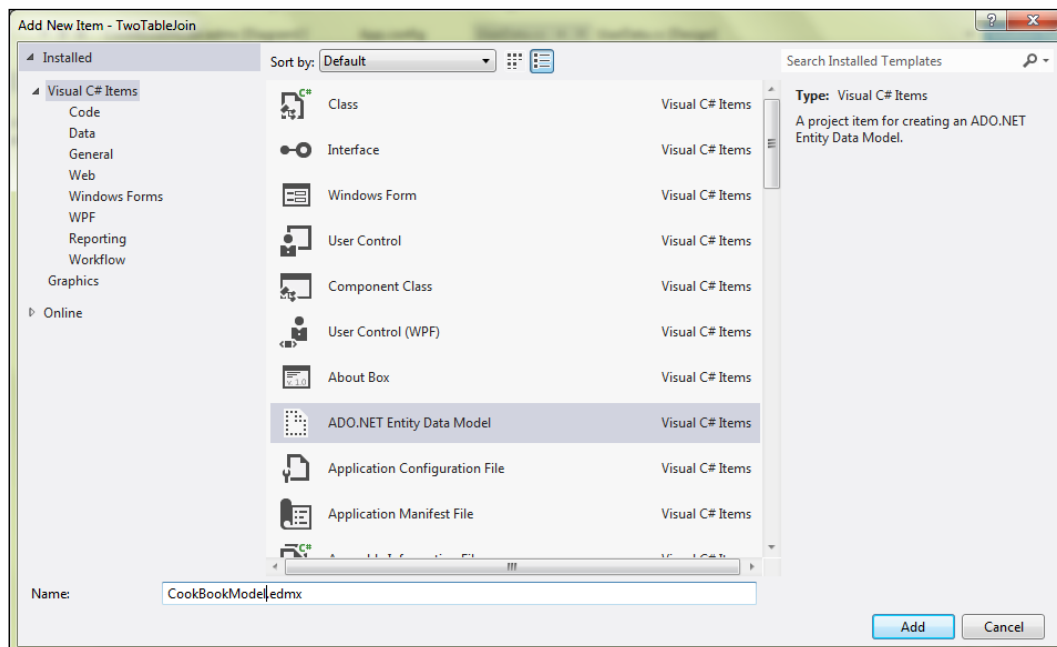 Add New Item - TwoTableJoin
Installed
Sort by: Default
Search Installed Templates
Visual C# Items
Code
Data
General
Web
Windows Forms
WPF
Reporting
Workflow
Graphics
Online
C#
Class Visual C# Items
Interface Visual C# Items
Windows Form Visual C# Items
User Control Visual C# Items
Component Class Visual C# Items
User Control (WPF) Visual C# Items
v. 1.0
About Box Visual C# Items
ADO.NET Entity Data Model Visual C# Items
Application Configuration File Visual C# Items
Application Manifest File Visual C# Items
C#
Type: Visual C# Items
A project item for creating an ADO.NET
Entity Data Model.
Name: CookBookModel.edmx
Add Cancel